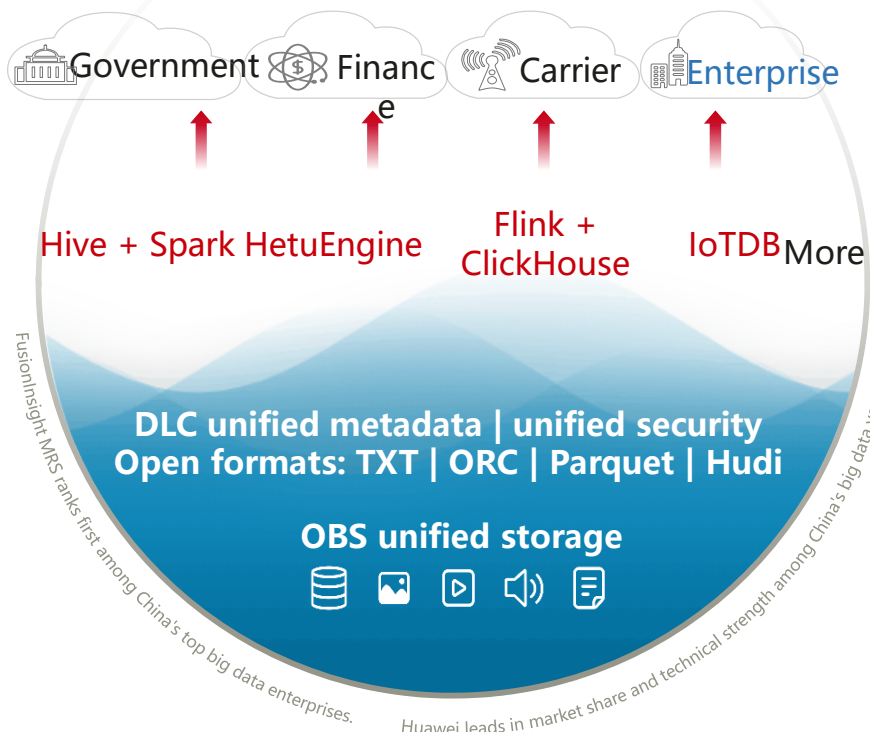 Government
Financ
e
Carrier
Enterprise
Hive + Spark
HetuEngine
Flink +
ClickHouse
IoTDB
More
DLC unified metadata | unified security
Open formats: TXT | ORC | Parquet | Hudi
OBS unified storage
FusionInsight MRS ranks first among China's top big data enterprises.
Huawei leads in market share and technical strength among China's big data